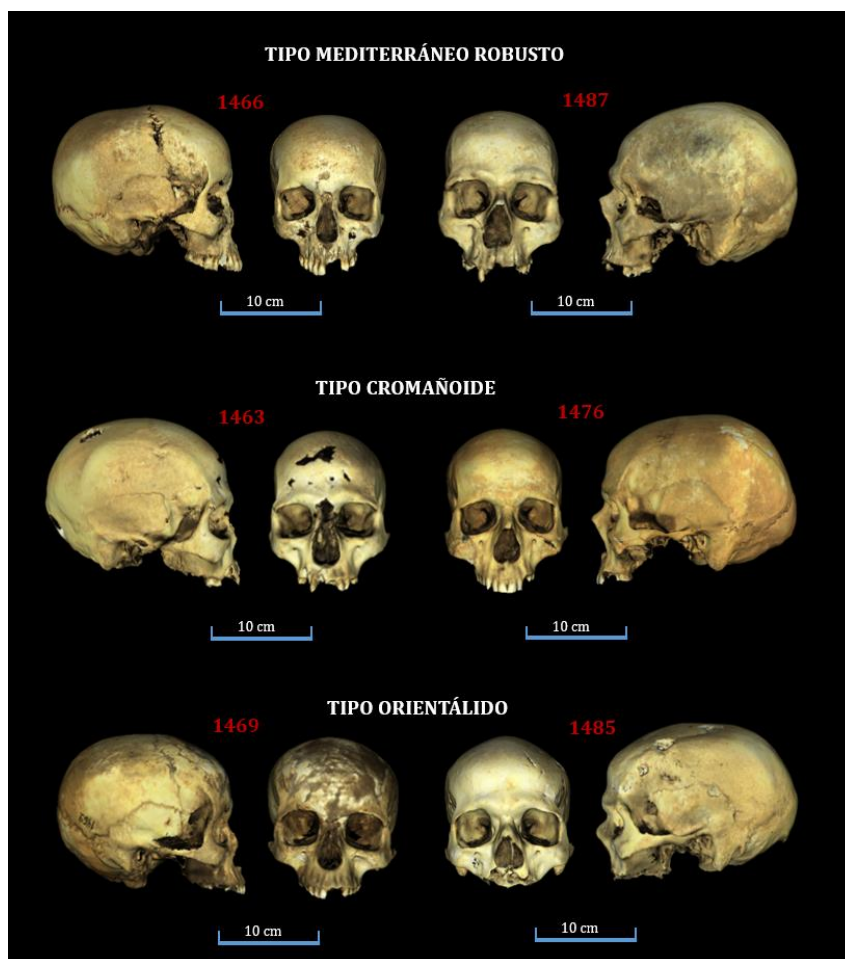 TIPO MEDITERRÁNEO ROBUSTO
1466
1487
10 cm
10 cm
TIPO CROMAÑOIDE
1463
1476
10 cm
10 cm
TIPO ORIENTÁLIDO
1469
1485
10 cm
10 cm